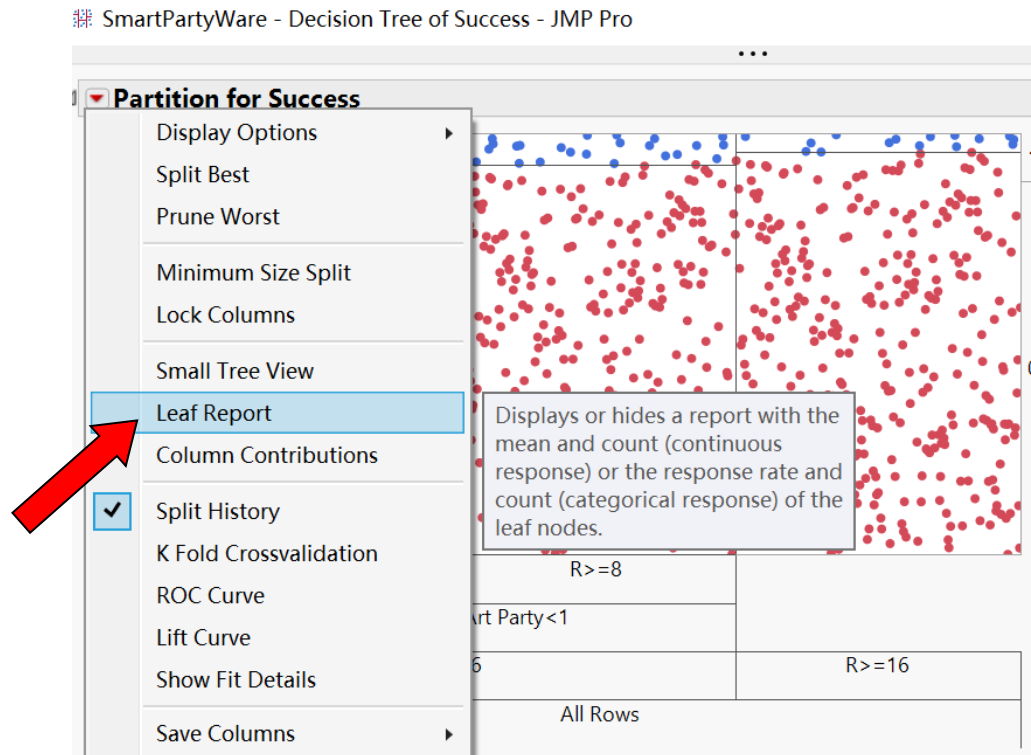 SmartPartyWare - Decision Tree of Success - JMP Pro
Partition for Success
Display Options
Split Best
Prune Worst
Minimum Size Split
Lock Columns
Small Tree View
Leaf Report
Displays or hides a report with the
mean and count (continuous
response) or the response rate and
count (categorical response) of the
leaf nodes.
Column Contributions
Split History
K Fold Crossvalidation
ROC Curve
Lift Curve
Show Fit Details
Save Columns
R>=8
Art Party<1
6
R>=16
All Rows